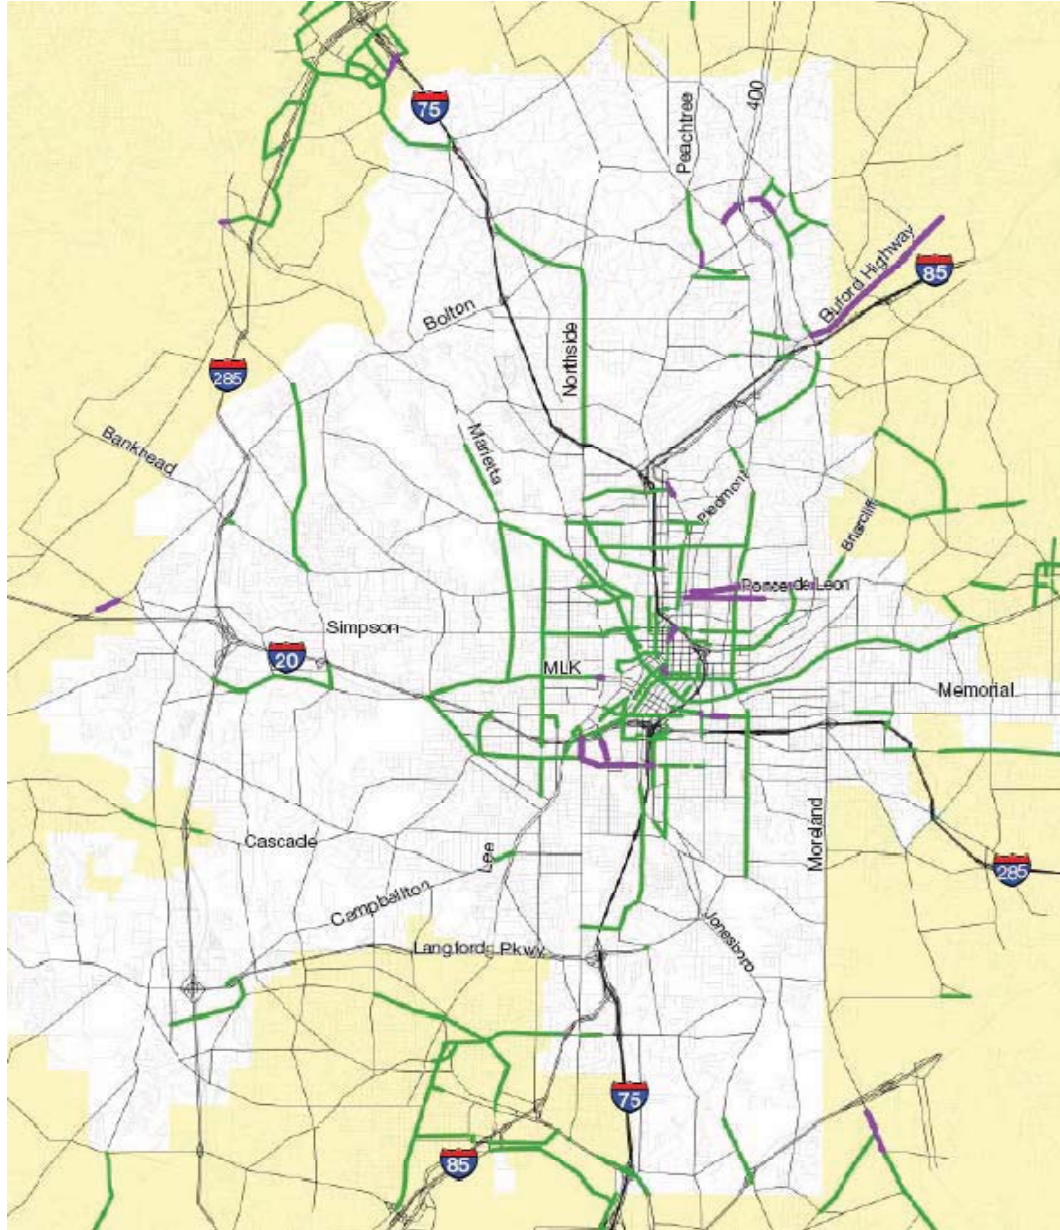 75
400
Peachtree
Buford Highway
85
Bolton
Northside
285
Marietta
Bankhead
Piedmont
Briarcliff
Ponce de Leon
Simpson
20
MLK
Memorial
Moreland
Cascade
Lee
285
Campbellton
Langford Pkwy
Jonesboro
75
85